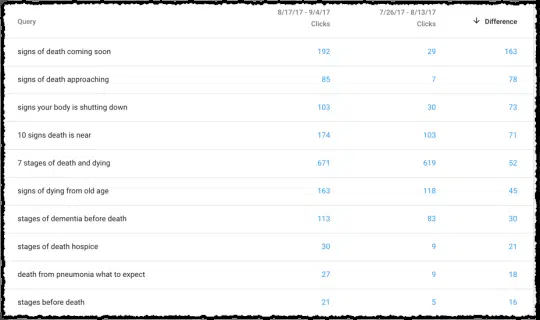 8/17/17 - 9/4/17 7/26/17 - 8/13/17
Query Clicks Clicks Difference
signs of death coming soon 192 29 163
signs of death approaching 85 7 78
signs your body is shutting down 103 30 73
10 signs death is near 174 103 71
7 stages of death and dying 671 619 52
signs of dying from old age 163 118 45
stages of dementia before death 113 83 30
stages of death hospice 30 9 21
death from pneumonia what to expect 27 9 18
stages before death 21 5 16